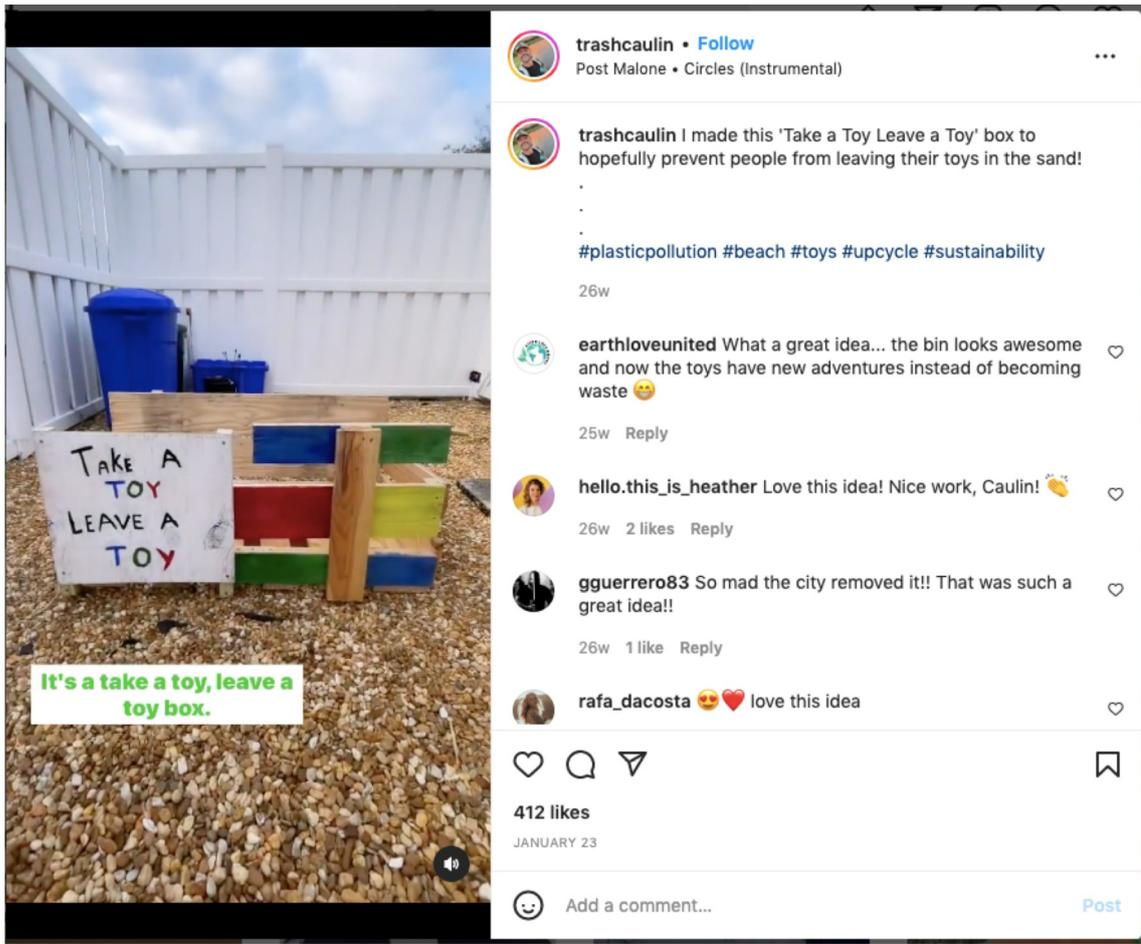 TAKE A
TOY
LEAVE A
TOY
It's a take a toy, leave a
toy box.
trashcaulin • Follow
Post Malone • Circles (Instrumental)
trashcaulin I made this 'Take a Toy Leave a Toy' box to
hopefully prevent people from leaving their toys in the sand!
.
.
.
#plasticpollution #beach #toys #upcycle #sustainability
26w
earthloveunited What a great idea... the bin looks awesome
and now the toys have new adventures instead of becoming
waste 😁
25w Reply
hello.this_is_heather Love this idea! Nice work, Caulin! 👏
26w 2 likes Reply
gguerrero83 So mad the city removed it!! That was such a
great idea!!
26w 1 like Reply
rafa_dacosta 😍❤️ love this idea
412 likes
JANUARY 23
Add a comment...
Post